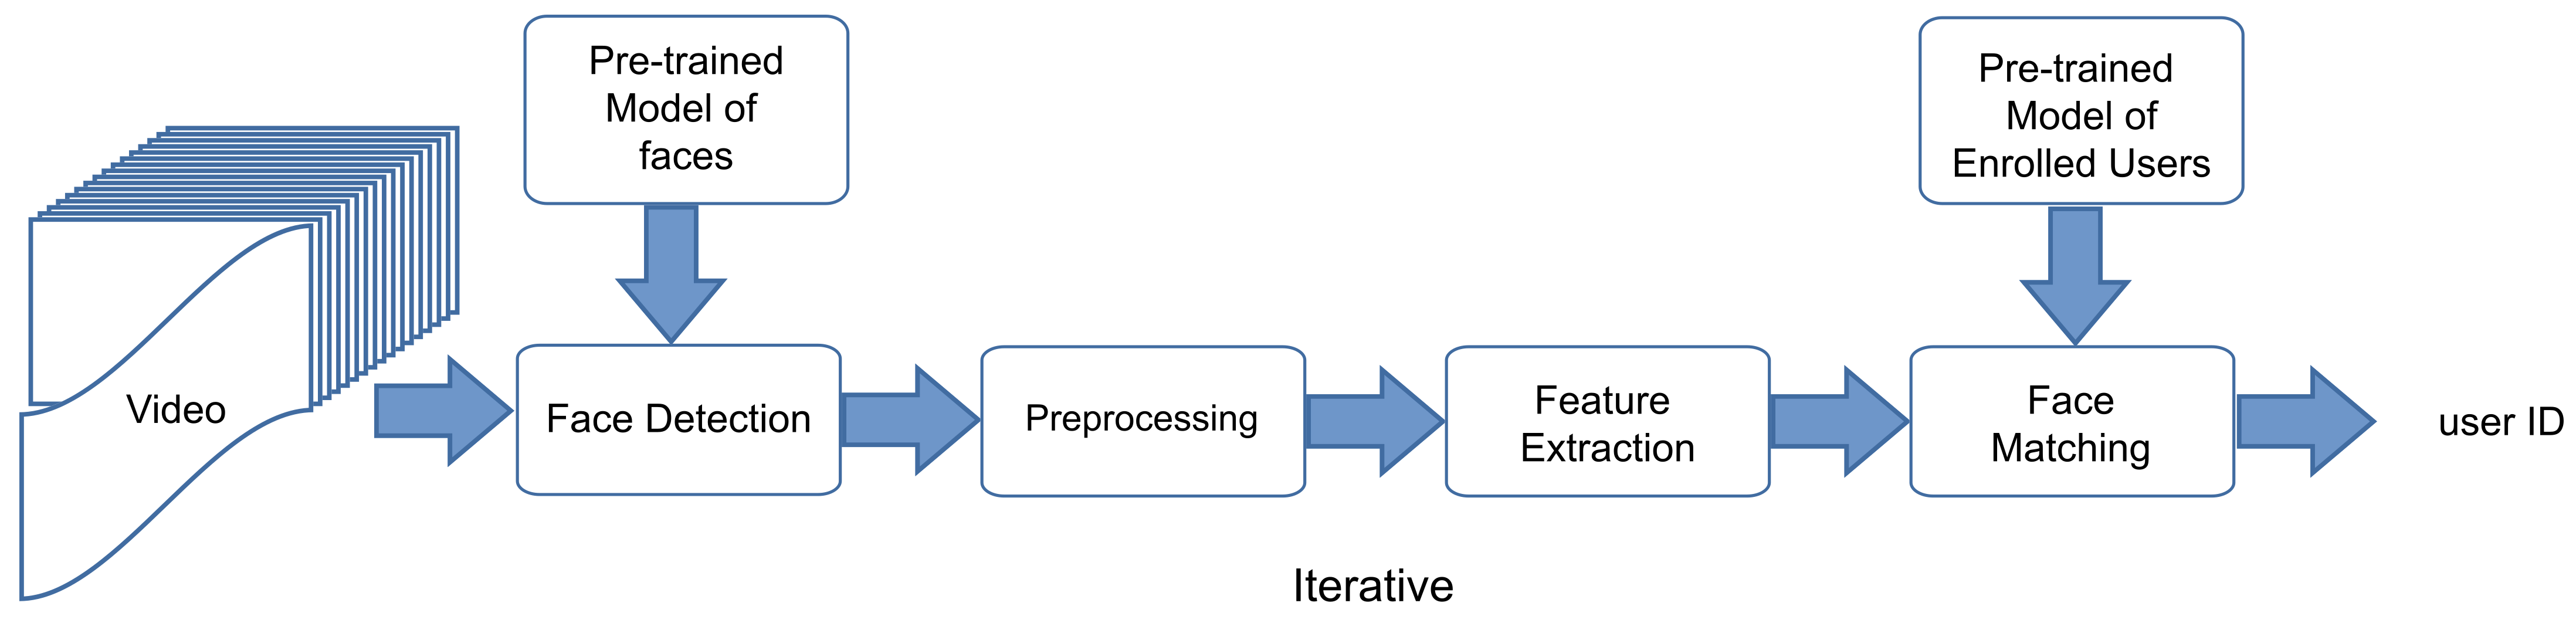 Pre-trained
Model of
faces
Pre-trained
Model of
Enrolled Users
Video
Face Detection
Preprocessing
Feature
Extraction
Face
Matching
user ID
Iterative